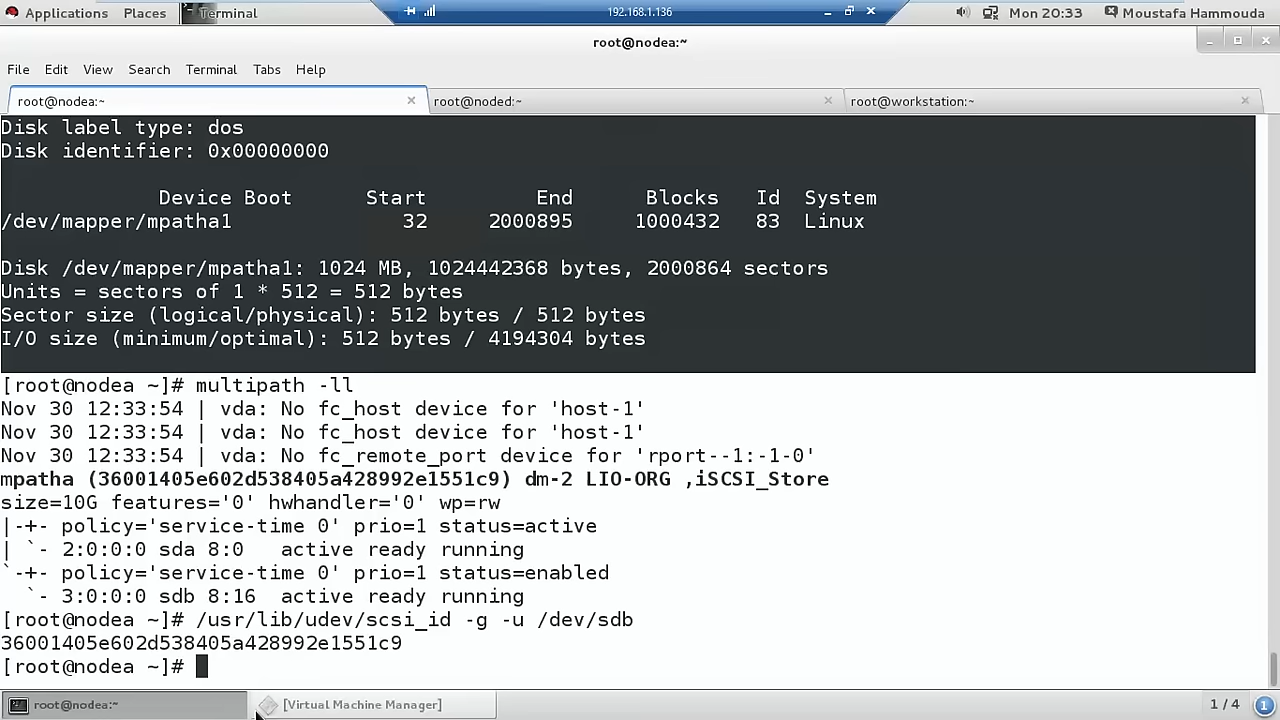 Applications Places Terminal 192.168.1.136 Mon 20:33 Moustafa Hammouda
root@nodea:~
File Edit View Search Terminal Tabs Help
root@nodea:~ root@noded:~ root@workstation:~
Disk label type: dos
Disk identifier: 0x00000000
Device Boot Start End Blocks Id System
/dev/mapper/mpatha1 32 2000895 1000432 83 Linux
Disk /dev/mapper/mpatha1: 1024 MB, 1024442368 bytes, 2000864 sectors
Units = sectors of 1 * 512 = 512 bytes
Sector size (logical/physical): 512 bytes / 512 bytes
I/O size (minimum/optimal): 512 bytes / 4194304 bytes
[root@nodea ~]# multipath -ll
Nov 30 12:33:54 | vda: No fc_host device for 'host-1'
Nov 30 12:33:54 | vda: No fc_host device for 'host-1'
Nov 30 12:33:54 | vda: No fc_remote_port device for 'rport--1:-1-0'
mpatha (36001405e602d538405a428992e1551c9) dm-2 LIO-ORG ,iSCSI_Store
size=10G features='0' hwhandler='0' wp=rw
|-+- policy='service-time 0' prio=1 status=active
| `- 2:0:0:0 sda 8:0 active ready running
`-+- policy='service-time 0' prio=1 status=enabled
`- 3:0:0:0 sdb 8:16 active ready running
[root@nodea ~]# /usr/lib/udev/scsi_id -g -u /dev/sdb
36001405e602d538405a428992e1551c9
[root@nodea ~]#
root@nodea:~ [Virtual Machine Manager] 1 / 4 1